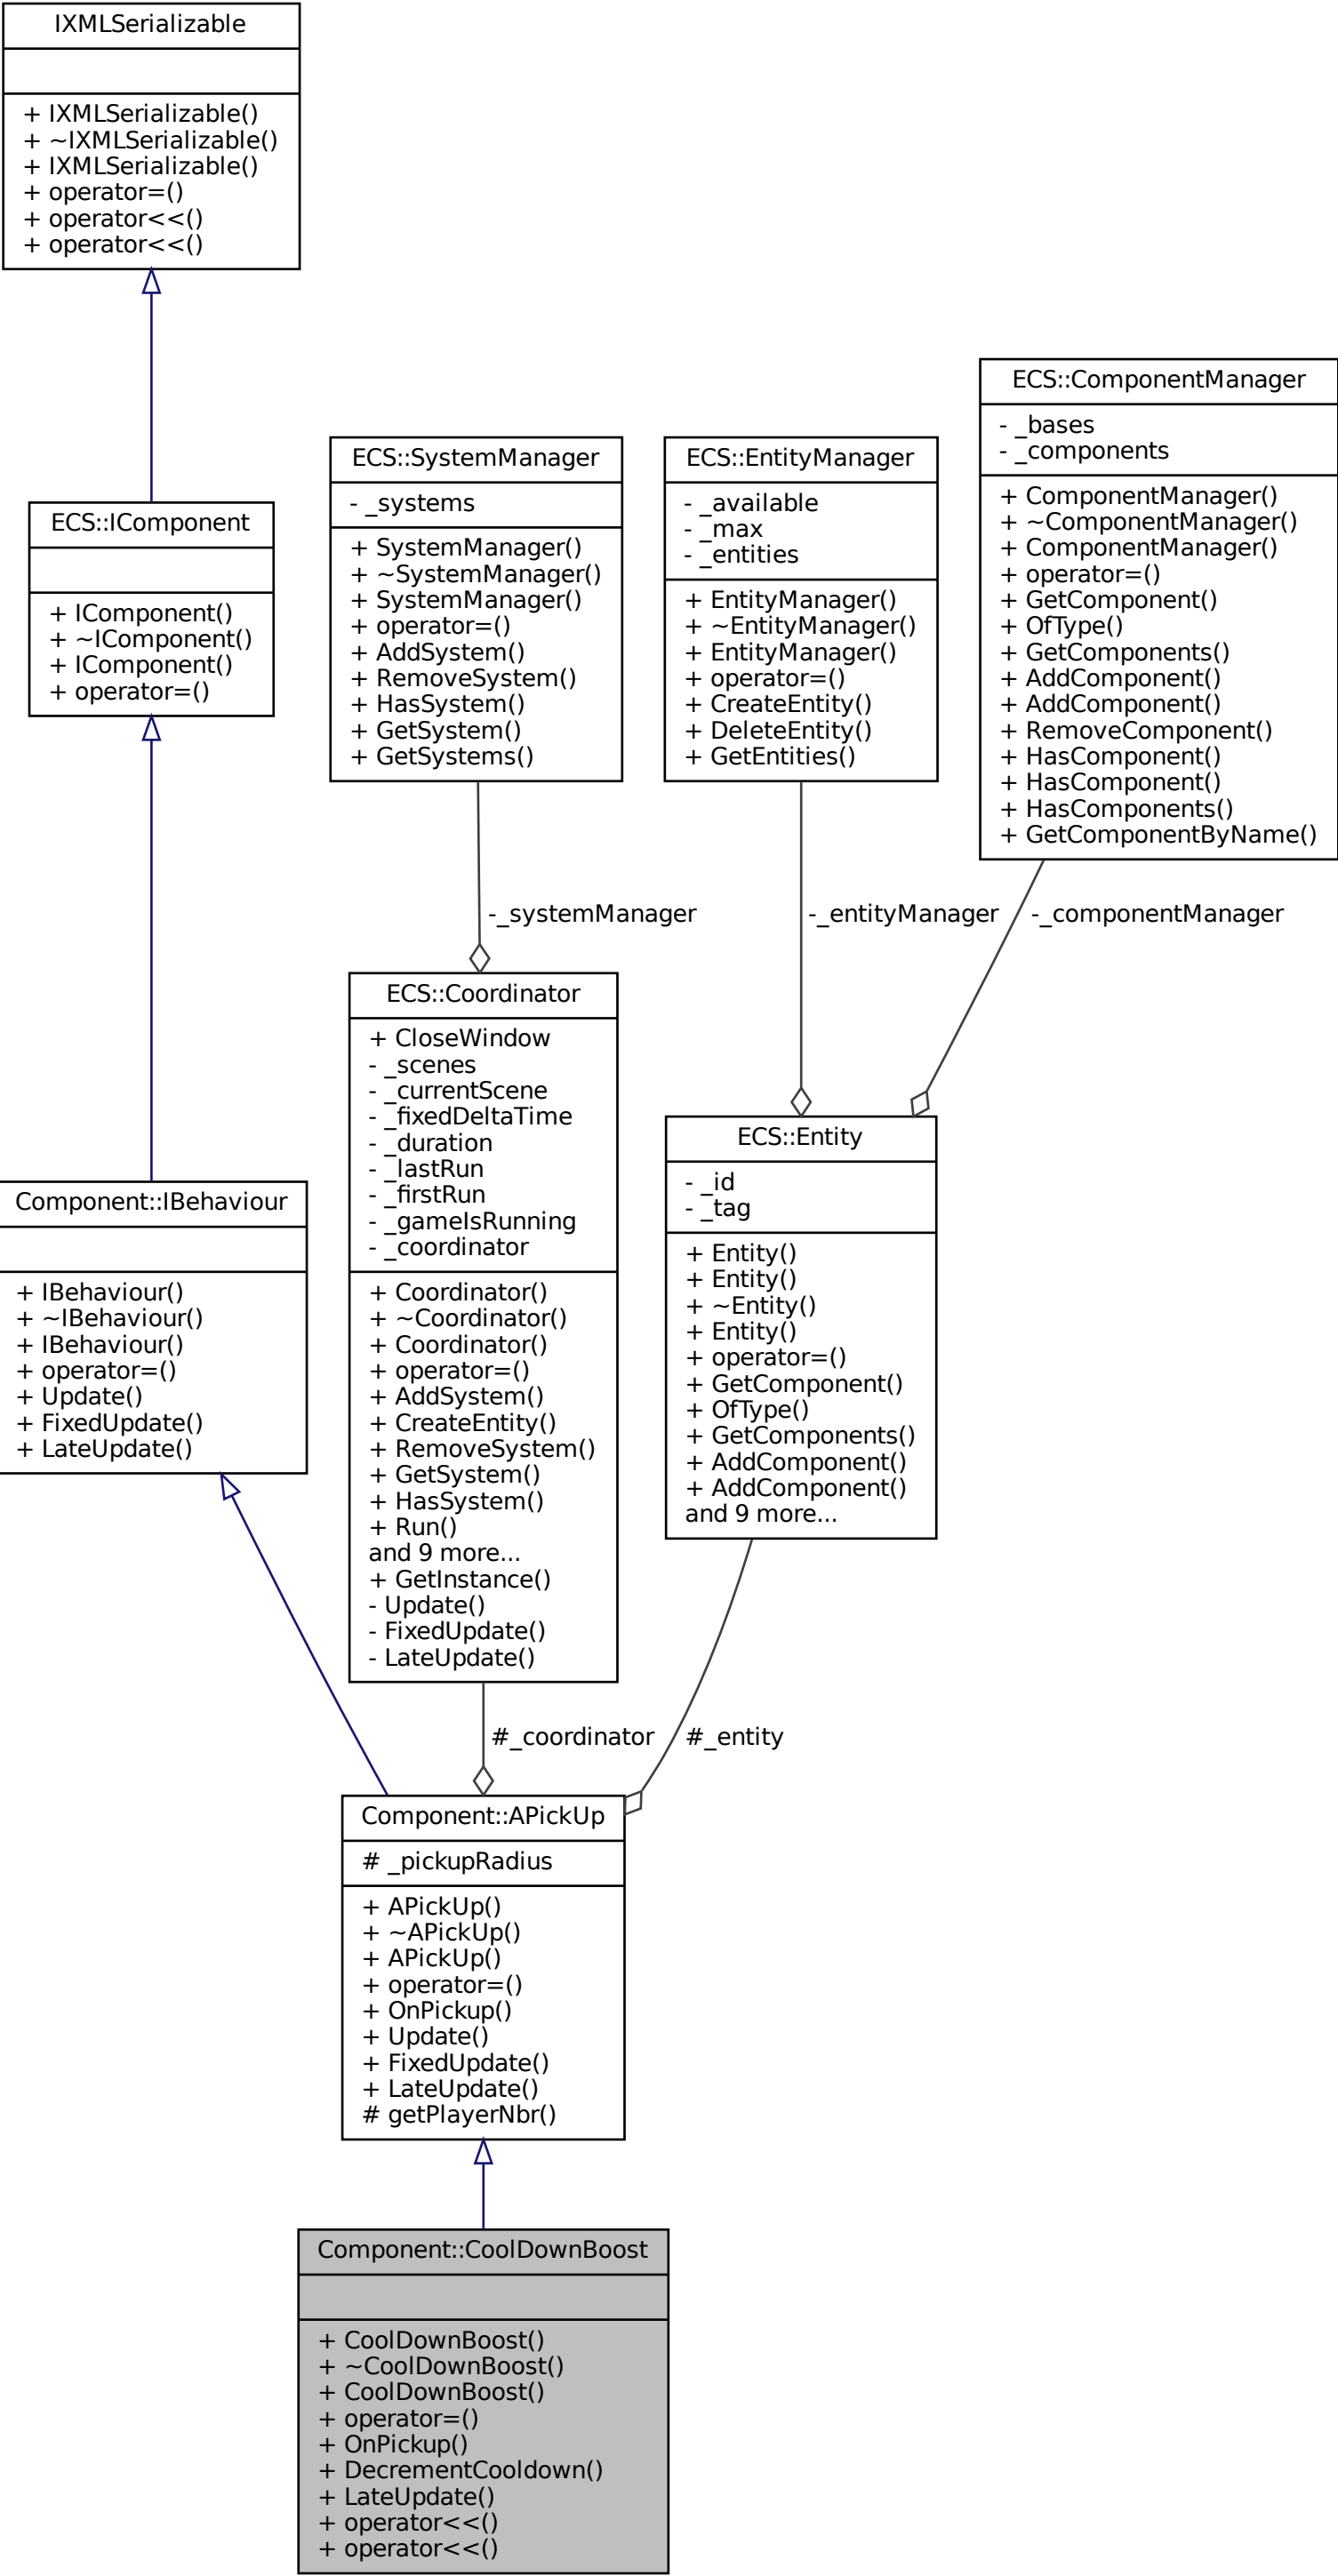 IXMLSerializable
+ IXMLSerializable()
+ ~IXMLSerializable()
+ IXMLSerializable()
+ operator=()
+ operator<<()
+ operator<<()
ECS::IComponent
+ IComponent()
+ ~IComponent()
+ IComponent()
+ operator=()
ECS::SystemManager
- _systems
+ SystemManager()
+ ~SystemManager()
+ SystemManager()
+ operator=()
+ AddSystem()
+ RemoveSystem()
+ HasSystem()
+ GetSystem()
+ GetSystems()
ECS::EntityManager
- _available
- _max
- _entities
+ EntityManager()
+ ~EntityManager()
+ EntityManager()
+ operator=()
+ CreateEntity()
+ DeleteEntity()
+ GetEntities()
ECS::ComponentManager
- _bases
- _components
+ ComponentManager()
+ ~ComponentManager()
+ ComponentManager()
+ operator=()
+ GetComponent()
+ OfType()
+ GetComponents()
+ AddComponent()
+ AddComponent()
+ RemoveComponent()
+ HasComponent()
+ HasComponent()
+ HasComponents()
+ GetComponentByName()
-_systemManager
-_entityManager
-_componentManager
Component::IBehaviour
+ IBehaviour()
+ ~IBehaviour()
+ IBehaviour()
+ operator=()
+ Update()
+ FixedUpdate()
+ LateUpdate()
ECS::Coordinator
+ CloseWindow
- _scenes
- _currentScene
- _fixedDeltaTime
- _duration
- _lastRun
- _firstRun
- _gameIsRunning
- _coordinator
+ Coordinator()
+ ~Coordinator()
+ Coordinator()
+ operator=()
+ AddSystem()
+ CreateEntity()
+ RemoveSystem()
+ GetSystem()
+ HasSystem()
+ Run()
and 9 more...
+ GetInstance()
- Update()
- FixedUpdate()
- LateUpdate()
ECS::Entity
- _id
- _tag
+ Entity()
+ Entity()
+ ~Entity()
+ Entity()
+ operator=()
+ GetComponent()
+ OfType()
+ GetComponents()
+ AddComponent()
+ AddComponent()
and 9 more...
#_coordinator
#_entity
Component::APickUp
# _pickupRadius
+ APickUp()
+ ~APickUp()
+ APickUp()
+ operator=()
+ OnPickup()
+ Update()
+ FixedUpdate()
+ LateUpdate()
# getPlayerNbr()
Component::CoolDownBoost
+ CoolDownBoost()
+ ~CoolDownBoost()
+ CoolDownBoost()
+ operator=()
+ OnPickup()
+ DecrementCooldown()
+ LateUpdate()
+ operator<<()
+ operator<<()